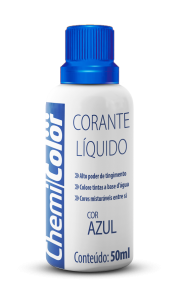 ChemiColor
CORANTE
LÍQUIDO
Alto poder de tingimento
Colore tintas a base d'água
Cores misturáveis entre si
COR
AZUL
Conteúdo: 50ml